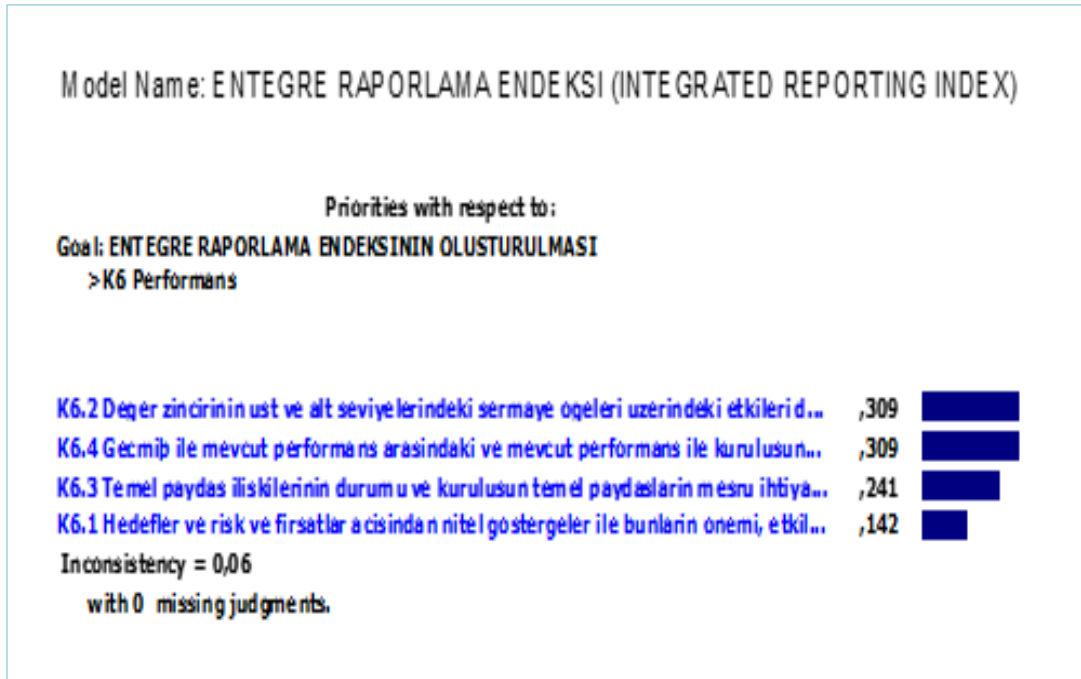 Model Name: ENTEGRE RAPORLAMA ENDEKSI (INTEGRATED REPORTING INDEX)
Priorities with respect to:
Goal: ENTEGRE RAPORLAMA ENDEKSININ OLUSTURULMASI
>K6 Performans
K6.2 Deger zincirinin ust ve alt seviyelerindeki sermaye ogeleri uzerindeki etkileri d... ,309
K6.4 Gecmiþ ile mevcut performans arasindaki ve mevcut performans ile kurulusun... ,309
K6.3 Temel paydas iliskilerinin durumu ve kurulusun temel paydaslarin mesru ihtiya... ,241
K6.1 Hedefler ve risk ve firsatlar acisindan nitel gostergeler ile bunlarin onemi, etkil... ,142
Inconsistency = 0,06
with 0 missing judgments.